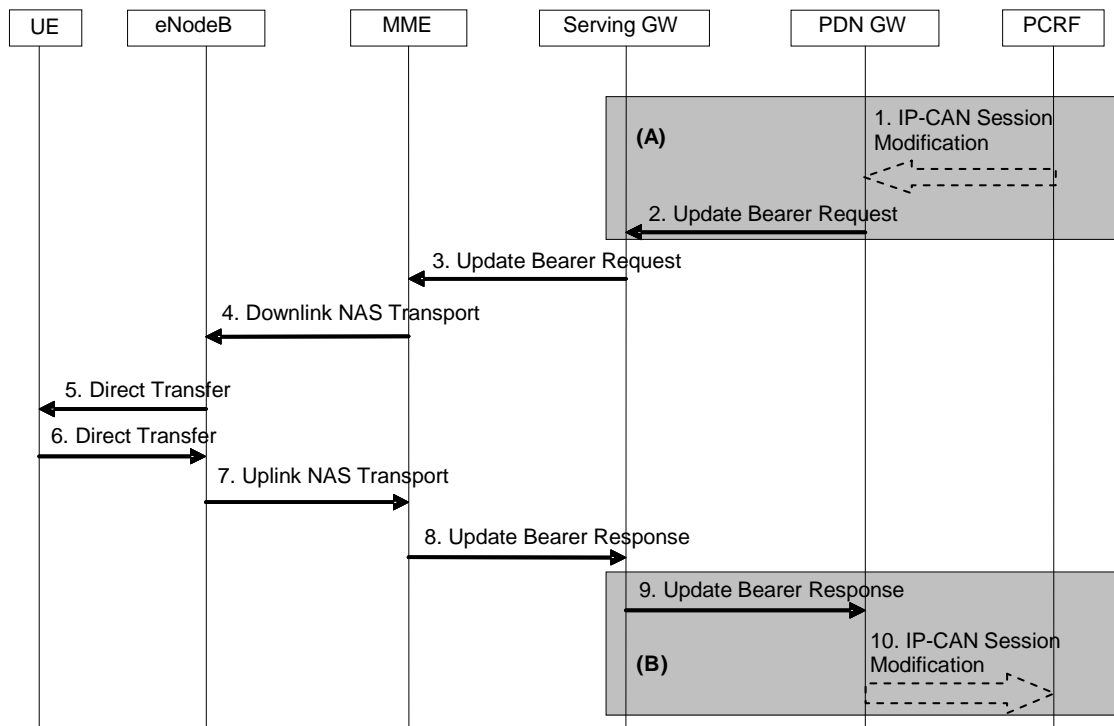 UE
eNodeB
MME
Serving GW
PDN GW
PCRF
(A)
1. IP-CAN Session
Modification
2. Update Bearer Request
3. Update Bearer Request
4. Downlink NAS Transport
5. Direct Transfer
6. Direct Transfer
7. Uplink NAS Transport
8. Update Bearer Response
9. Update Bearer Response
(B)
10. IP-CAN Session
Modification